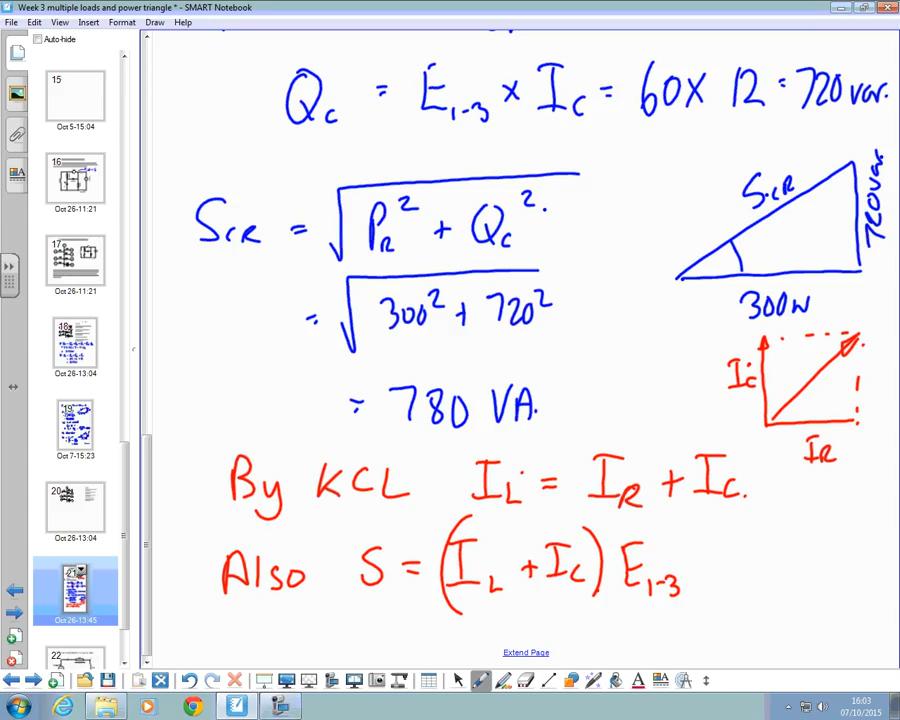 Week 3 multiple loads and power triangle * - SMART Notebook
File Edit View Insert Format Draw Help
Auto-hide
15
Oct 5-15:04
16
Oct 26-11:21
17
Oct 26-11:21
18
Oct 26-13:04
19
Oct 7-15:23
20
Oct 26-13:04
Oct 26-13:45
22
Qc = E1-3 × Ic = 60 × 12 = 720 var.
SCR = √PR² + Qc²
= √300² + 720²
= 780 VA.
SCR
720var
300W
Ic
IR
By KCL IL = IR + IC.
Also S = (IL + IC) E1-3
Extend Page
16:03
07/10/2015